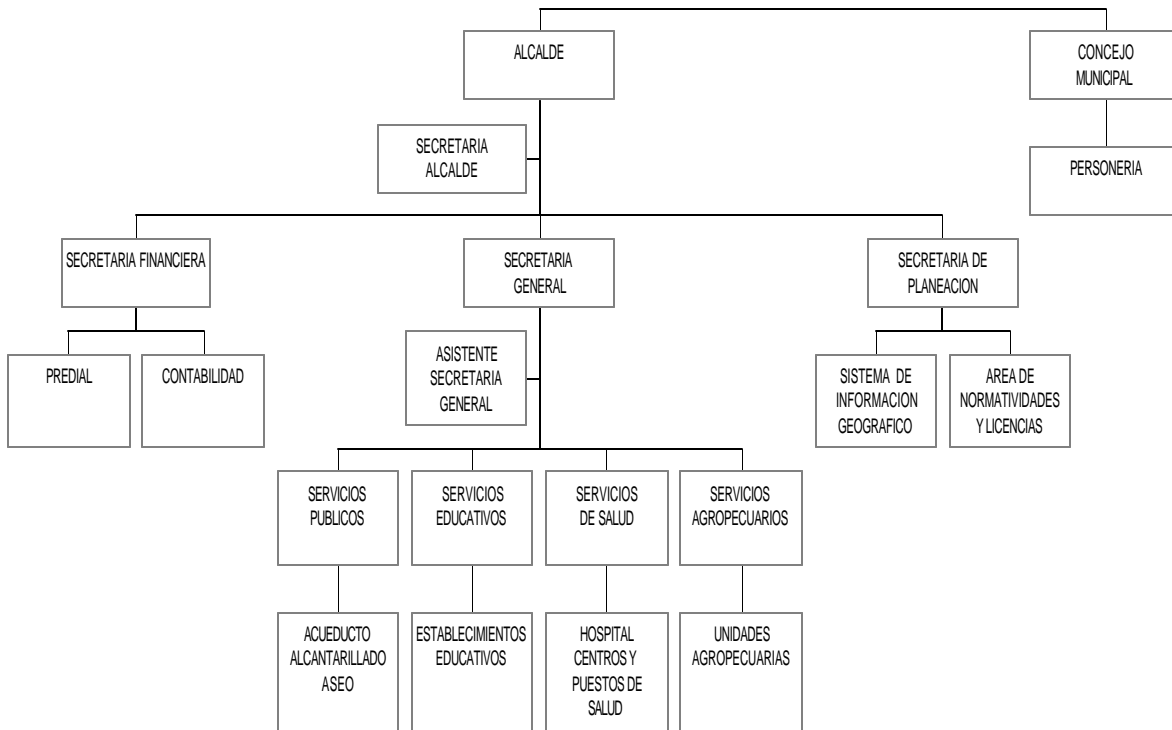 ALCALDE
CONCEJO
MUNICIPAL
SECRETARIA
ALCALDE
PERSONERIA
SECRETARIA FINANCIERA
SECRETARIA
GENERAL
SECRETARIA DE
PLANEACION
PREDIAL
CONTABILIDAD
ASISTENTE
SECRETARIA
GENERAL
SISTEMA DE
INFORMACION
GEOGRAFICO
AREA DE
NORMATIVIDADES
Y LICENCIAS
SERVICIOS
PUBLICOS
SERVICIOS
EDUCATIVOS
SERVICIOS
DE SALUD
SERVICIOS
AGROPECUARIOS
ACUEDUCTO
ALCANTARILLADO
ASEO
ESTABLECIMIENTOS
EDUCATIVOS
HOSPITAL
CENTROS Y
PUESTOS DE
SALUD
UNIDADES
AGROPECUARIAS